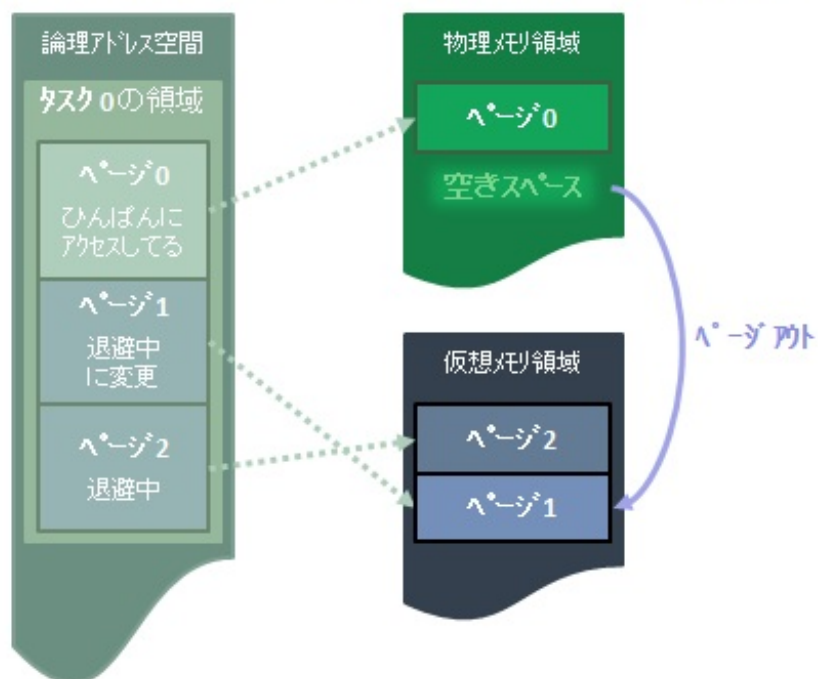 論理アドレス空間
タスク0の領域
ページ0
ひんぱんに
アクセスしてる
ページ1
退避中
に変更
ページ2
退避中
物理メモリ領域
ページ0
空きスペース
ページアウト
仮想メモリ領域
ページ2
ページ1